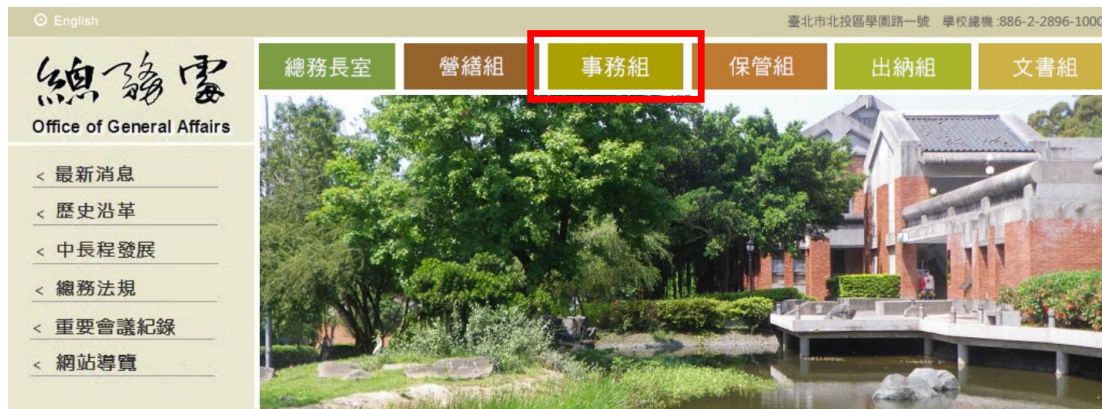 English
臺北市北投區學園路一號 學校總機:886-2-2896-1000
總務處
Office of General Affairs
總務長室 營繕組 事務組 保管組 出納組 文書組
< 最新消息
< 歷史沿革
< 中長程發展
< 總務法規
< 重要會議紀錄
< 網站導覽